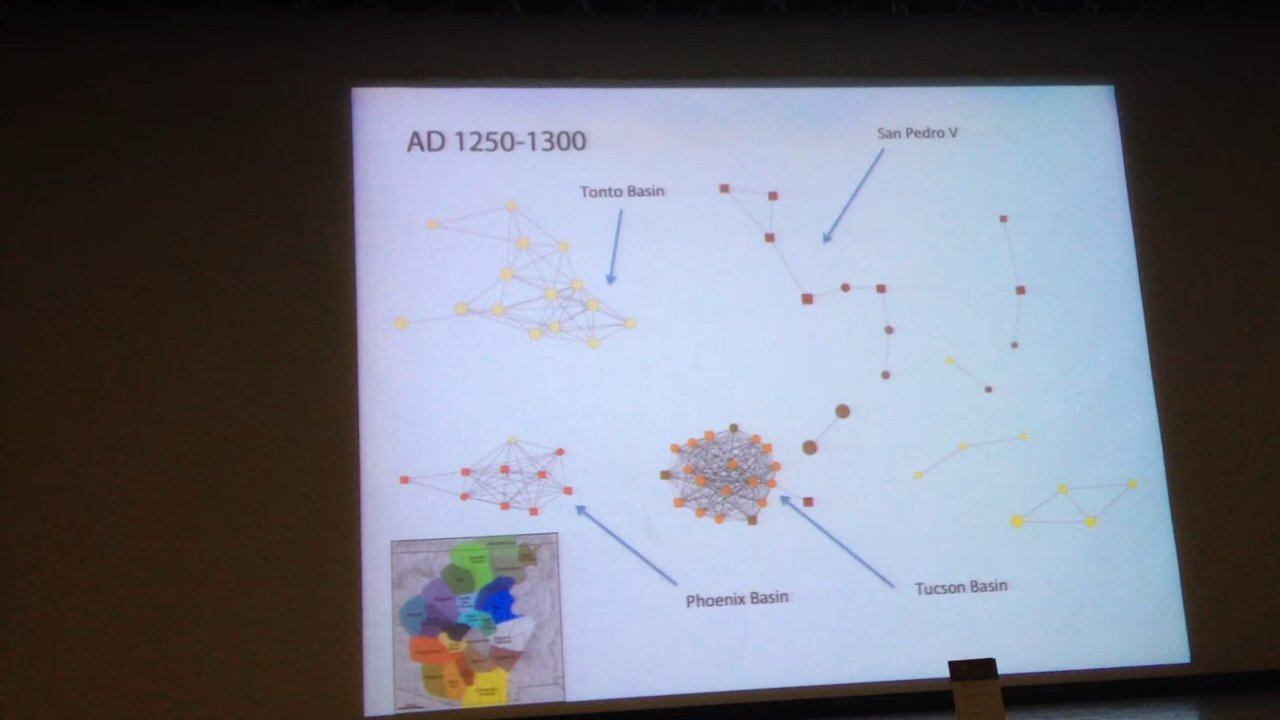 AD 1250-1300
San Pedro V
Tonto Basin
Phoenix Basin
Tucson Basin